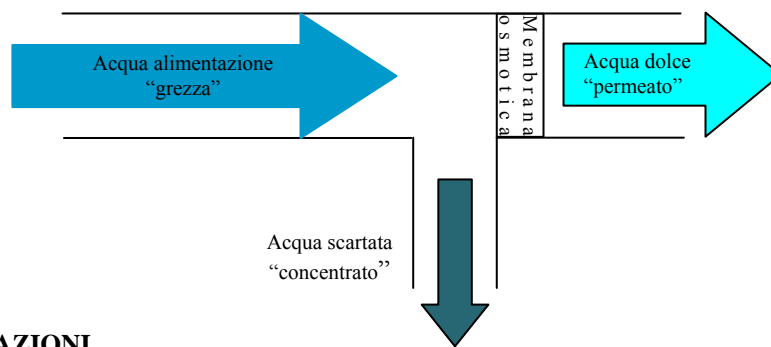 Acqua alimentazione
“grezza”
Membrana
osmotica
Acqua dolce
“permeato”
Acqua scartata
“concentrato”
AZIONI